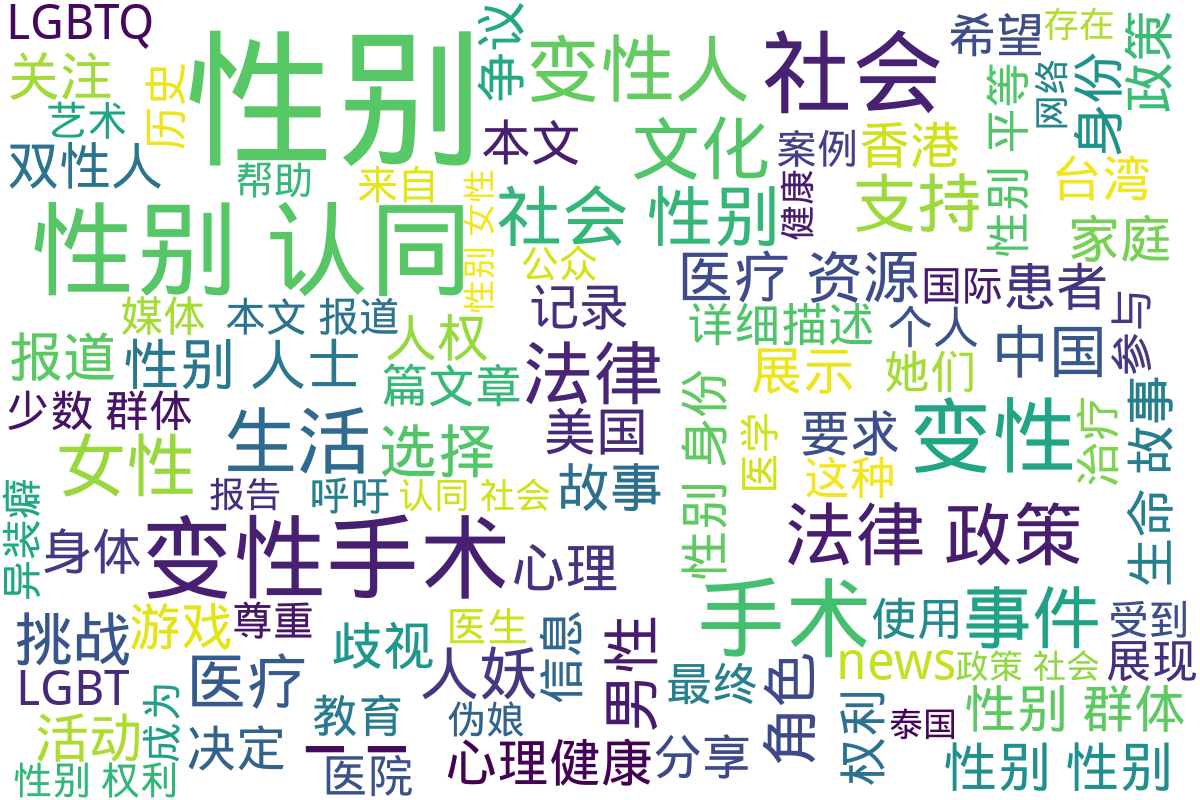 LGBTQ
性别
争议
变性人
社会
希望
存在
政策
关注
历史
艺术
双性人
本文
文化
案例
香港
平等
网络
身份
台湾
帮助
来自
性别 女性
社会 性别
健康
支持
性别
家庭
性别 认同
公众
医疗 资源
国际
患者
媒体
本文 报道
人权
记录
详细描述
个人
中国
参与
报道
性别 人士
篇文章
法律
展示
她们
少数 群体
生活
选择
美国
性别 身份
医学
要求
变性
治疗
故事
女性
报告
呼吁
认同 社会
故事
这种
异装癖
身体
变性手术
心理
法律 政策
生命
挑战
游戏
尊重
歧视
医生
信息
男性
手术
使用
事件
受到
LGBT
医疗
人妖
最终
角色
news
政策 社会
展现
活动
成为
决定
教育
伪娘
权利
泰国
性别 群体
性别 权利
医院
心理健康
分享
性别 性别